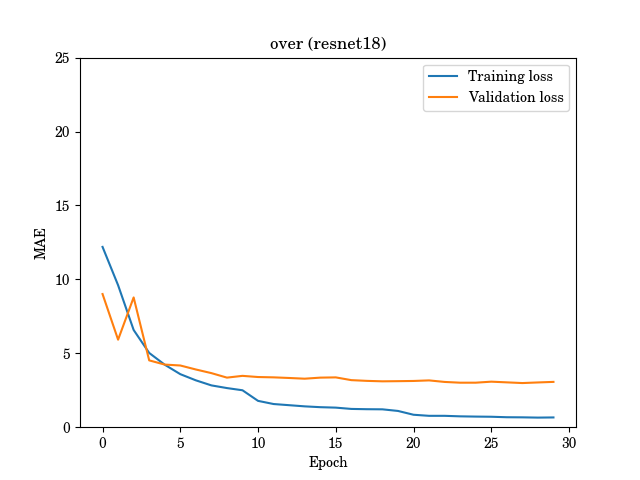 over (resnet18)
Training loss
Validation loss
MAE
25
20
15
10
5
0
0 5 10 15 20 25 30
Epoch